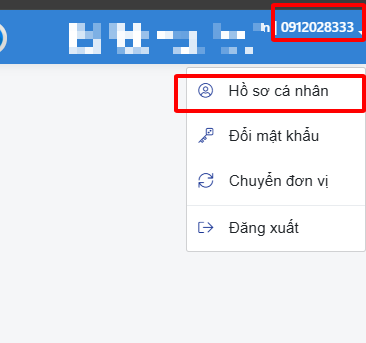 | 0912028333
Hồ sơ cá nhân
Đổi mật khẩu
Chuyển đơn vị
Đăng xuất